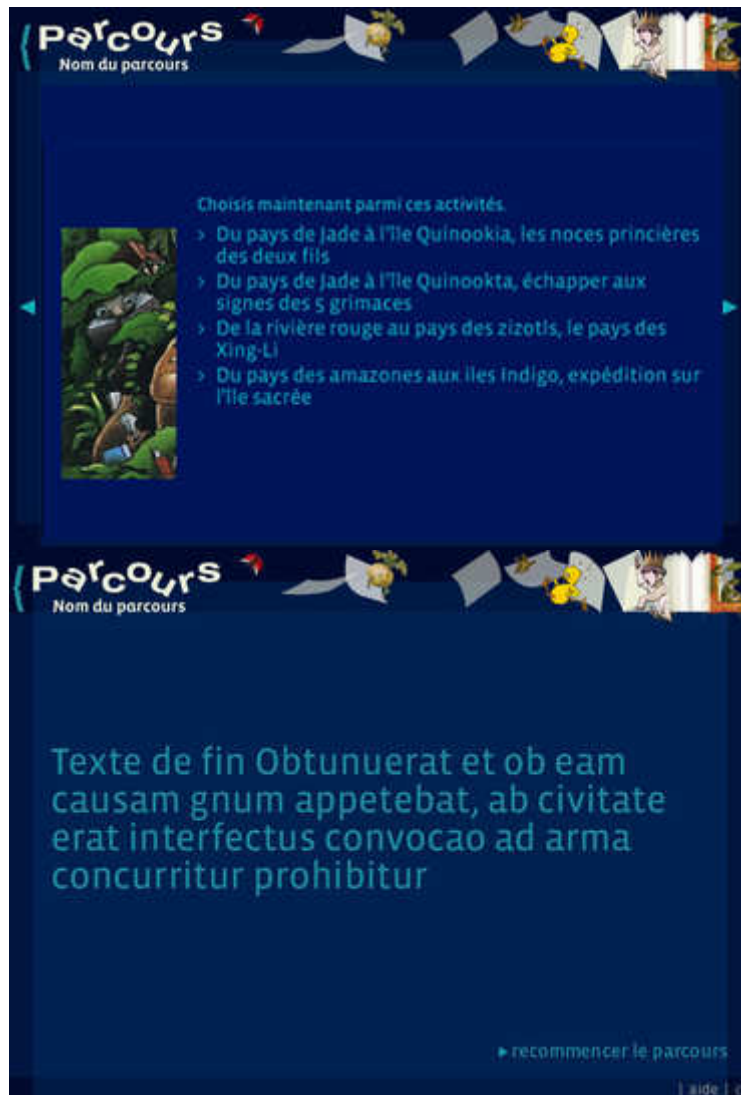 Parcours
Nom du parcours
Choisis maintenant parmi ces activités.
> Du pays de Jade à l'île Quinookia, les noces princières
des deux fils
> Du pays de Jade à l'île Quinookta, échapper aux
signes des 5 grimaces
> De la rivière rouge au pays des zizotls, le pays des
Xing-Li
> Du pays des amazones aux iles Indigo, expédition sur
l'île sacrée
Parcours
Nom du parcours
Texte de fin Obtunuerat et ob eam
causam gnum appetebat, ab civitate
erat interfectus convocao ad arma
concurritur prohibitur
recommencer le parcours
| aide |